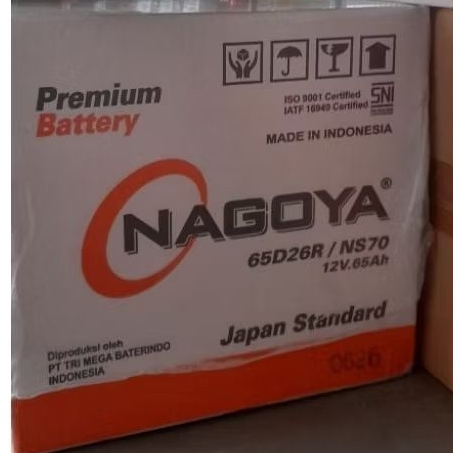 Premium
Battery
ISO 9001 Certified
IATF 16949 Certified
SNI
MADE IN INDONESIA
NAGOYA®
65D26R / NS70
12V.65Ah
Japan Standard
Diproduksi oleh
PT TRI MEGA BATERINDO
INDONESIA